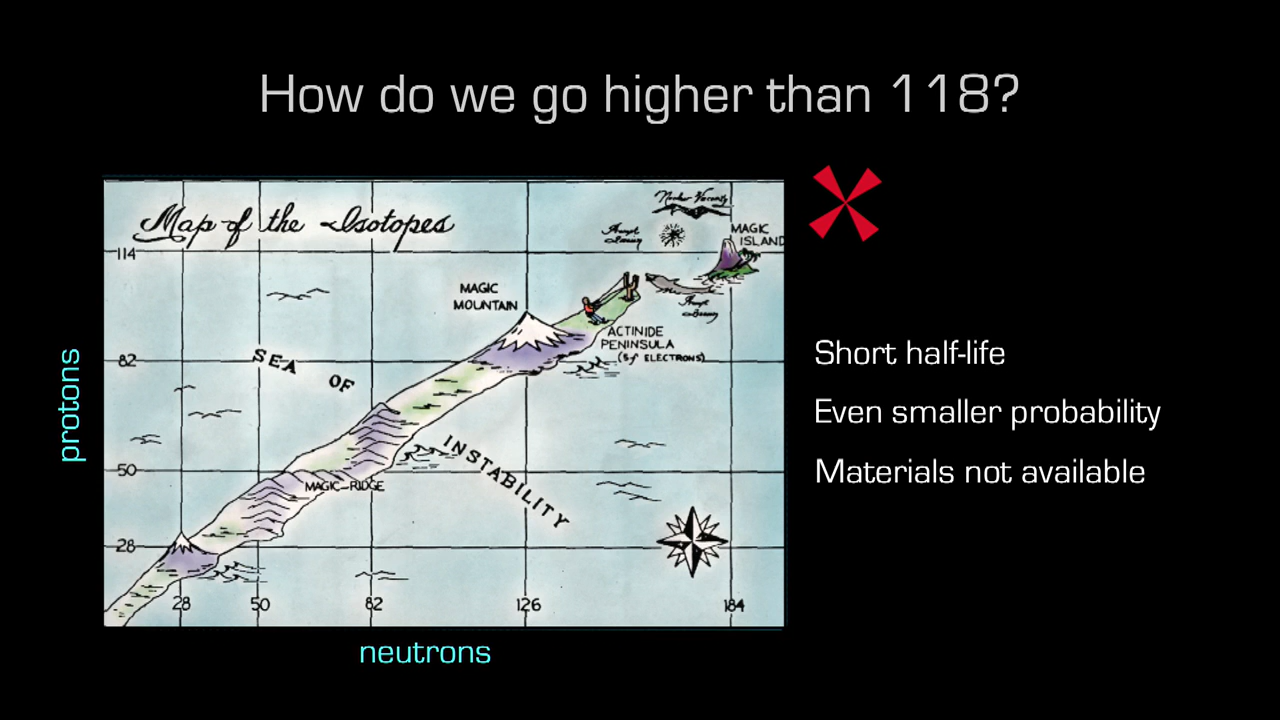 How do we go higher than 118?
Map of the Isotopes
MAGIC
ISLAND
114
MAGIC
MOUNTAIN
ACTINIDE
PENINSULA
(5f ELECTRONS)
82
SEA OF
INSTABILITY
50
MAGIC-RIDGE
28
28 50 82 126 184
protons
neutrons
Short half-life
Even smaller probability
Materials not available